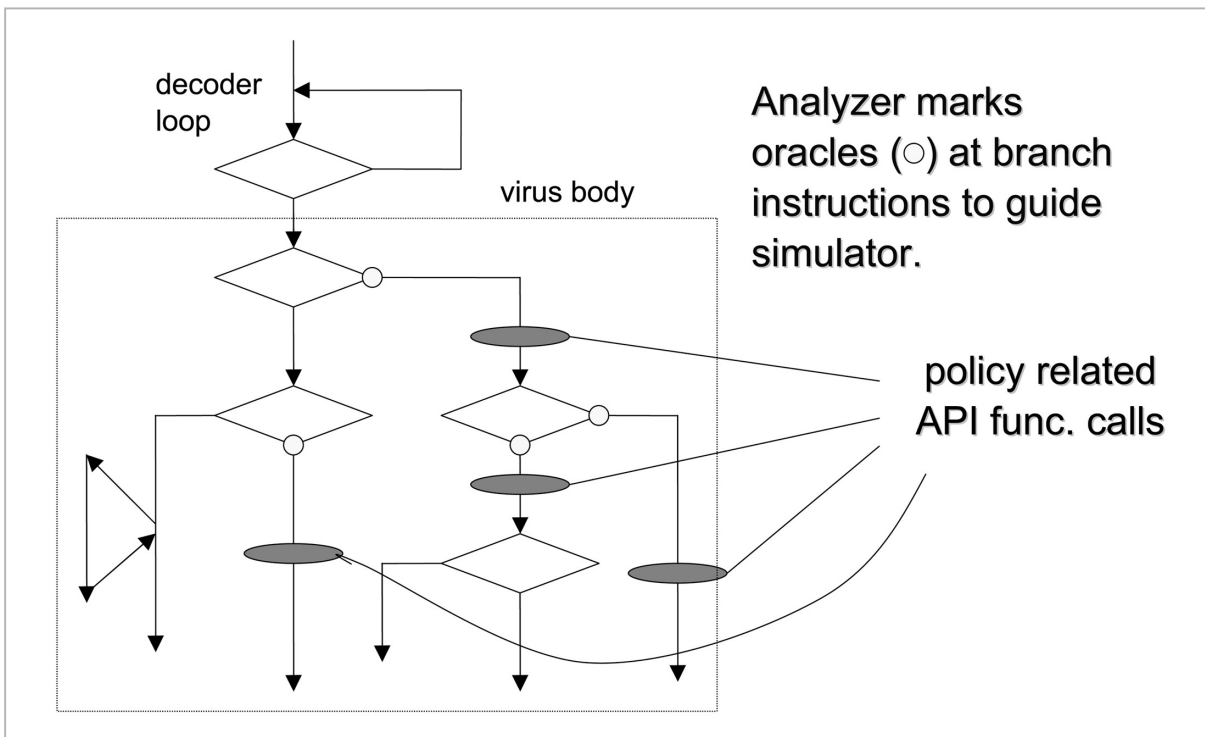 decoder
loop
virus body
Analyzer marks
oracles (○) at branch
instructions to guide
simulator.
policy related
API func. calls